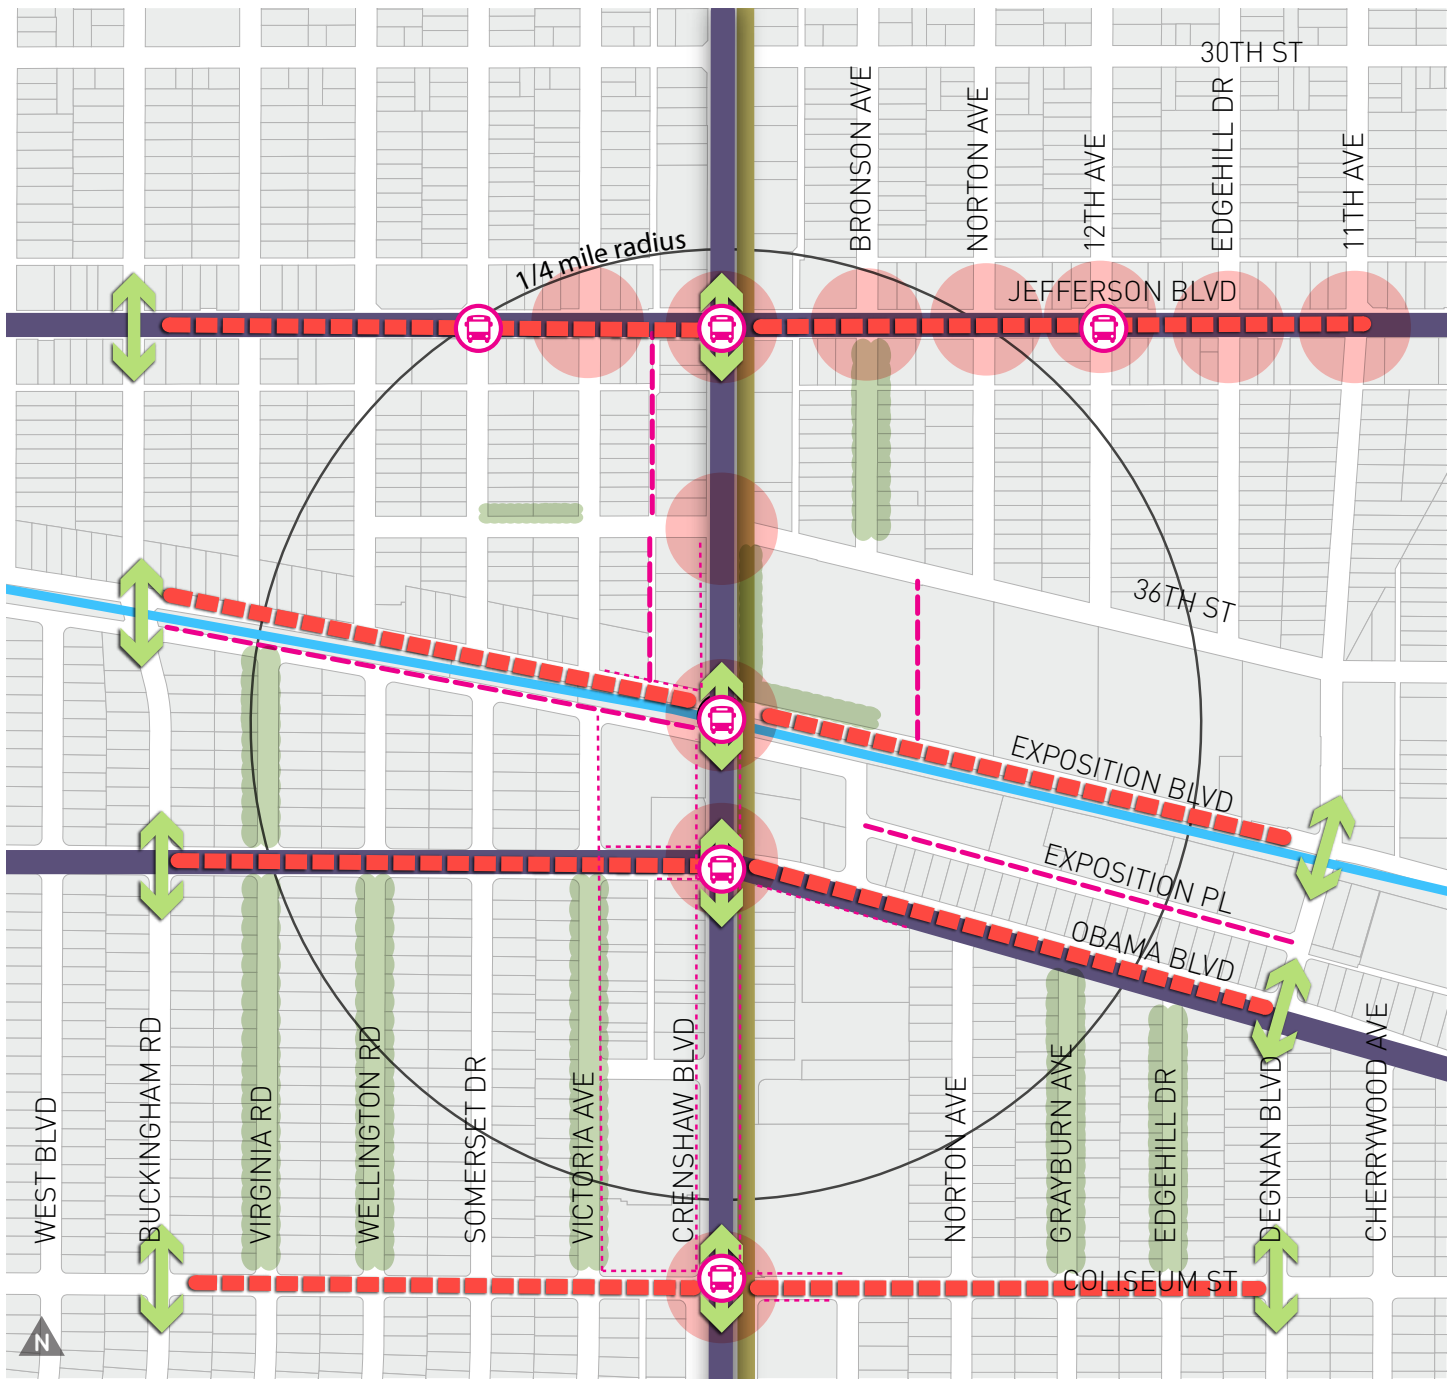 30TH ST
BRONSON AVE
NORTON AVE
12TH AVE
EDGEHILL DR
11TH AVE
1/4 mile radius
JEFFERSON BLVD
36TH ST
EXPOSITION BLVD
EXPOSITION PL
OBAMA BLVD
WEST BLVD
BUCKINGHAM RD
VIRGINIA RD
WELLINGTON RD
SOMERSET DR
VICTORIA AVE
CRENSHAW BLVD
NORTON AVE
GRAYBURN AVE
EDGEHILL DR
DEGNAN BLVD
CHERRYWOOD AVE
COLISEUM ST
N